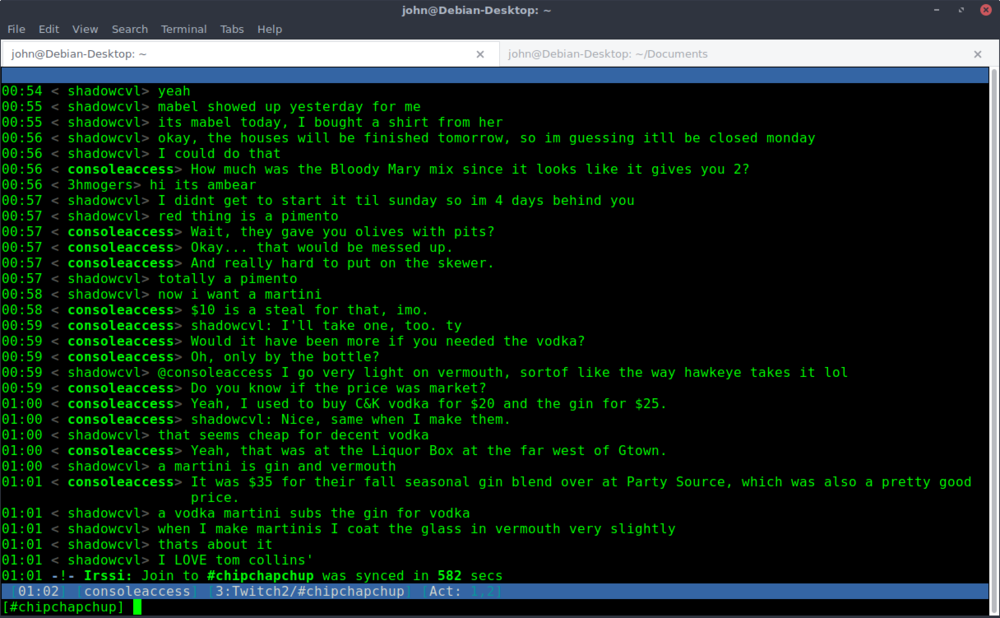 john@Debian-Desktop: ~
File Edit View Search Terminal Tabs Help
john@Debian-Desktop: ~ × john@Debian-Desktop: ~/Documents ×
00:54 < shadowcvl> yeah
00:55 < shadowcvl> mabel showed up yesterday for me
00:55 < shadowcvl> its mabel today, I bought a shirt from her
00:56 < shadowcvl> okay, the houses will be finished tomorrow, so im guessing itll be closed monday
00:56 < shadowcvl> I could do that
00:56 < consoleaccess> How much was the Bloody Mary mix since it looks like it gives you 2?
00:56 < 3hmogers> hi its ambear
00:57 < shadowcvl> I didnt get to start it til sunday so im 4 days behind you
00:57 < shadowcvl> red thing is a pimento
00:57 < consoleaccess> Wait, they gave you olives with pits?
00:57 < consoleaccess> Okay... that would be messed up.
00:57 < consoleaccess> And really hard to put on the skewer.
00:57 < shadowcvl> totally a pimento
00:58 < shadowcvl> now i want a martini
00:58 < consoleaccess> $10 is a steal for that, imo.
00:59 < consoleaccess> shadowcvl: I'll take one, too. ty
00:59 < consoleaccess> Would it have been more if you needed the vodka?
00:59 < consoleaccess> Oh, only by the bottle?
00:59 < shadowcvl> @consoleaccess I go very light on vermouth, sortof like the way hawkeye takes it lol
00:59 < consoleaccess> Do you know if the price was market?
01:00 < consoleaccess> Yeah, I used to buy C&K vodka for $20 and the gin for $25.
01:00 < consoleaccess> shadowcvl: Nice, same when I make them.
01:00 < shadowcvl> that seems cheap for decent vodka
01:00 < consoleaccess> Yeah, that was at the Liquor Box at the far west of Gtown.
01:00 < shadowcvl> a martini is gin and vermouth
01:01 < consoleaccess> It was $35 for their fall seasonal gin blend over at Party Source, which was also a pretty good
price.
01:01 < shadowcvl> a vodka martini subs the gin for vodka
01:01 < shadowcvl> when I make martinis I coat the glass in vermouth very slightly
01:01 < shadowcvl> thats about it
01:01 < shadowcvl> I LOVE tom collins'
01:01 -!- Irssi: Join to #chipchapchup was synced in 582 secs
[01:02] [consoleaccess] [3:Twitch2/#chipchapchup] [Act: 1,2]
[#chipchapchup]